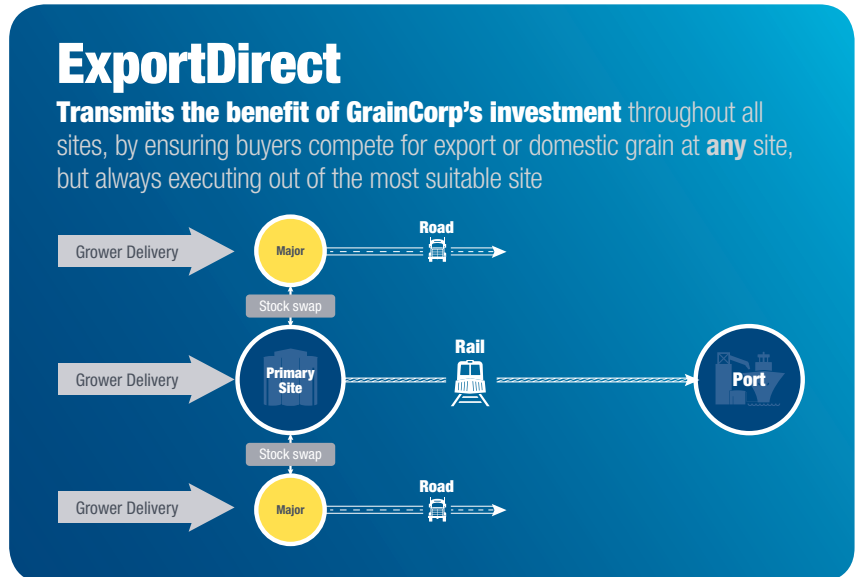 ExportDirect
Transmits the benefit of GrainCorp’s investment throughout all
sites, by ensuring buyers compete for export or domestic grain at any site,
but always executing out of the most suitable site
Road
Grower Delivery
Major
Stock swap
Rail
Grower Delivery
Primary
Site
Port
Stock swap
Road
Grower Delivery
Major